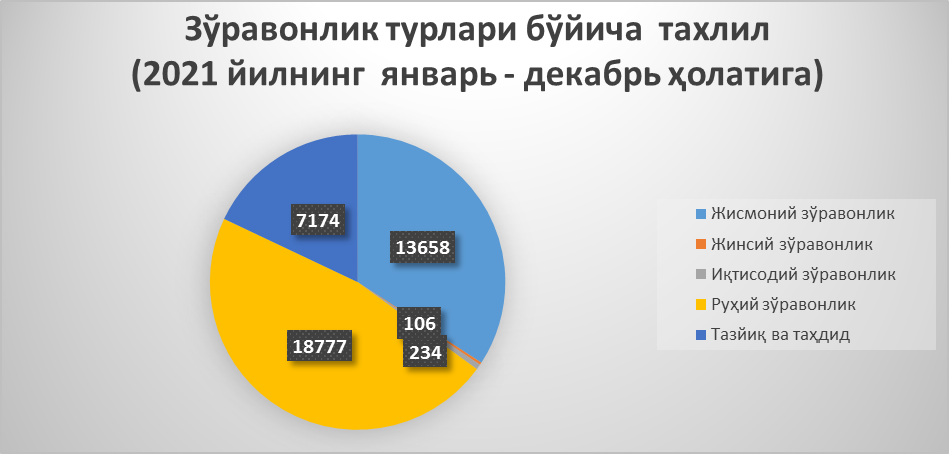 Зўравонлик турлари бўйича тахлил
(2021 йилнинг январь - декабрь ҳолатига)
7174
13658
106
18777
234
Жисмоний зўравонлик
Жинсий зўравонлик
Иқтисодий зўравонлик
Руҳий зўравонлик
Тазйиқ ва таҳдид